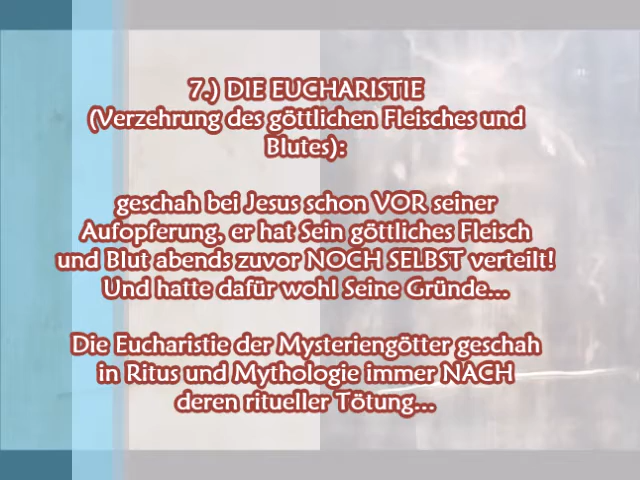 7.) DIE EUCHARISTIE
(Verzehrung des göttlichen Fleisches und
Blutes):
geschah bei Jesus schon VOR seiner
Aufopferung, er hat Sein göttliches Fleisch
und Blut abends zuvor NOCH SELBST verteilt!
Und hatte dafür wohl Seine Gründe...
Die Eucharistie der Mysteriengötter geschah
in Ritus und Mythologie immer NACH
deren ritueller Tötung...